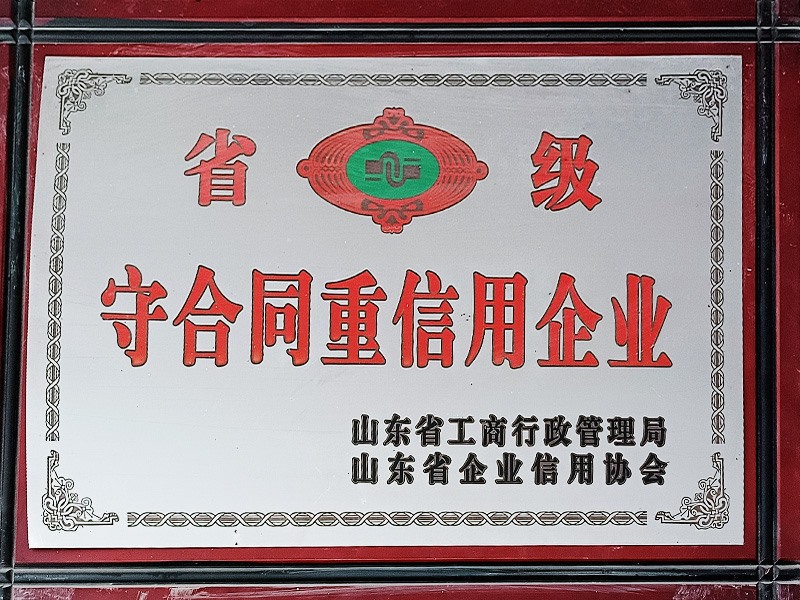 省 级
守合同重信用企业
山东省工商行政管理局
山东省企业信用协会